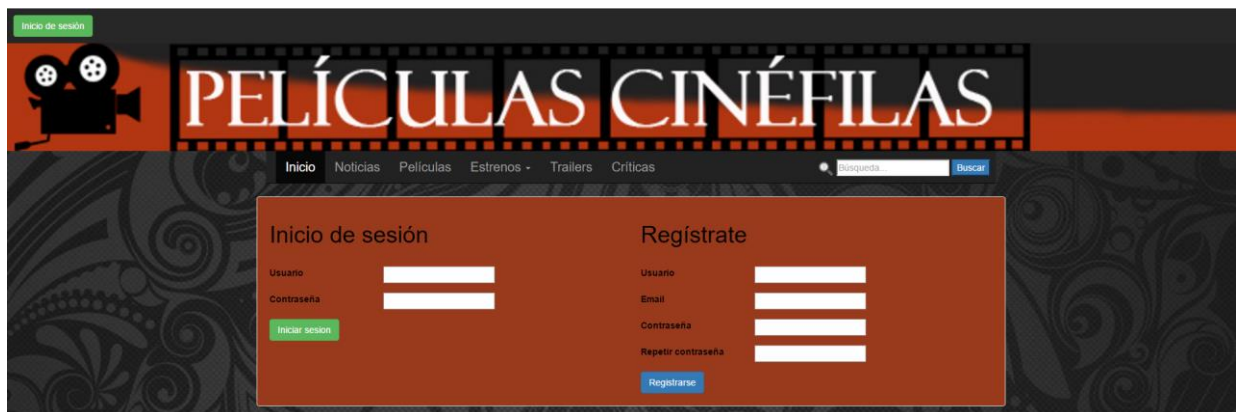 Inicio de sesión
PELÍCULAS CINÉFILAS
Inicio Noticias Películas Estrenos Trailers Críticas Búsqueda... Buscar
Inicio de sesión
Usuario
Contraseña
Iniciar sesion
Regístrate
Usuario
Email
Contraseña
Repetir contraseña
Registrarse